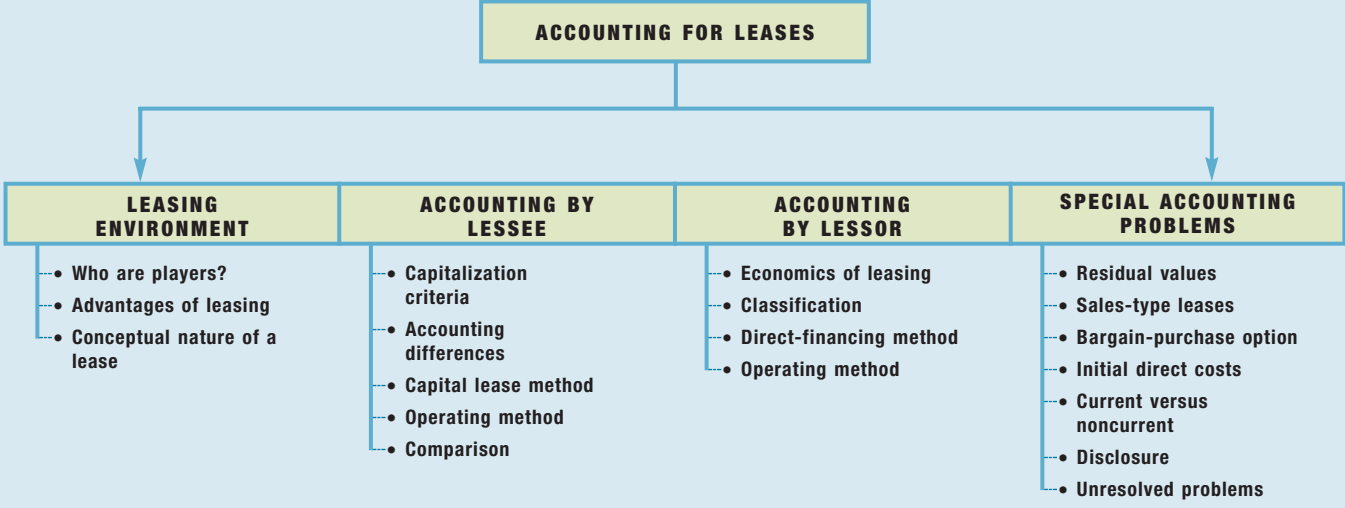 ACCOUNTING FOR LEASES
LEASING
ENVIRONMENT
• Who are players?
• Advantages of leasing
• Conceptual nature of a
lease
ACCOUNTING BY
LESSEE
• Capitalization
criteria
• Accounting
differences
• Capital lease method
• Operating method
• Comparison
ACCOUNTING
BY LESSOR
• Economics of leasing
• Classification
• Direct-financing method
• Operating method
SPECIAL ACCOUNTING
PROBLEMS
• Residual values
• Sales-type leases
• Bargain-purchase option
• Initial direct costs
• Current versus
noncurrent
• Disclosure
• Unresolved problems